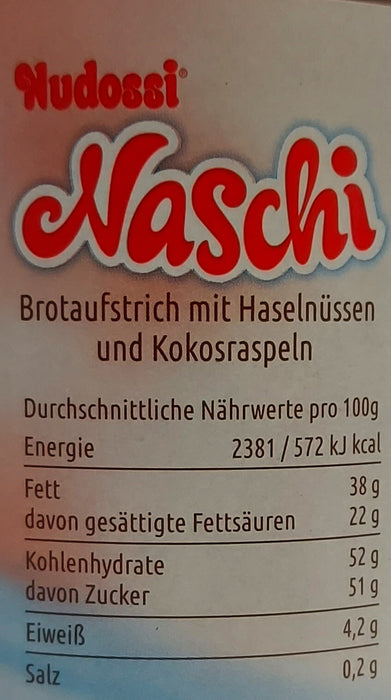 Nudossi®
Naschi
Brotaufstrich mit Haselnüssen
und Kokosraspeln
Durchschnittliche Nährwerte pro 100g
Energie 2381 / 572 kJ kcal
Fett 38 g
davon gesättigte Fettsäuren 22 g
Kohlenhydrate 52 g
davon Zucker 51 g
Eiweiß 4,2 g
Salz 0,2 g